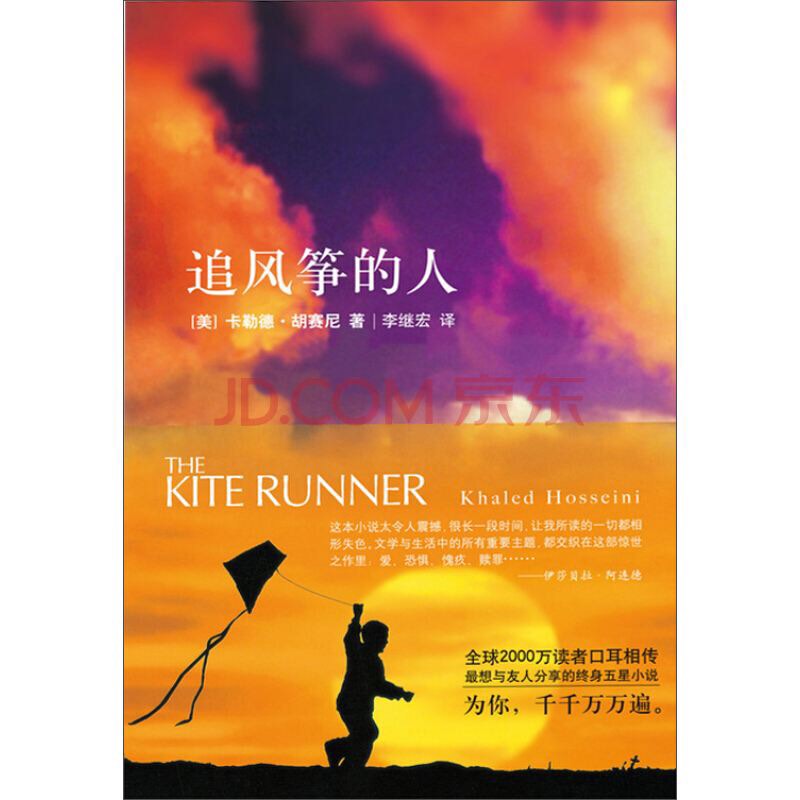 追风筝的人
[美] 卡勒德·胡赛尼 著 | 李继宏 译
JD.COM 京东
THE
KITE RUNNER
Khaled Hosseini
这本小说太令人震撼，很长一段时间，让我所读的一切都相
形失色。文学与生活中的所有重要主题，都交织在这部惊世
之作里：爱、恐惧、愧疚、赎罪……
——伊莎贝拉·阿连德
全球2000万读者口耳相传
最想与友人分享的终身五星小说
为你，千千万万遍。